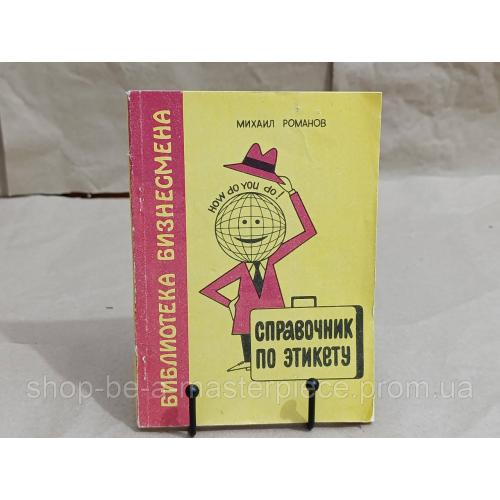 БИБЛИОТЕКА БИЗНЕСМЕНА
МИХАИЛ РОМАНОВ
How do you do!
СПРАВОЧНИК
ПО ЭТИКЕТУ
shop-be-a-masterpiece.prom.ua